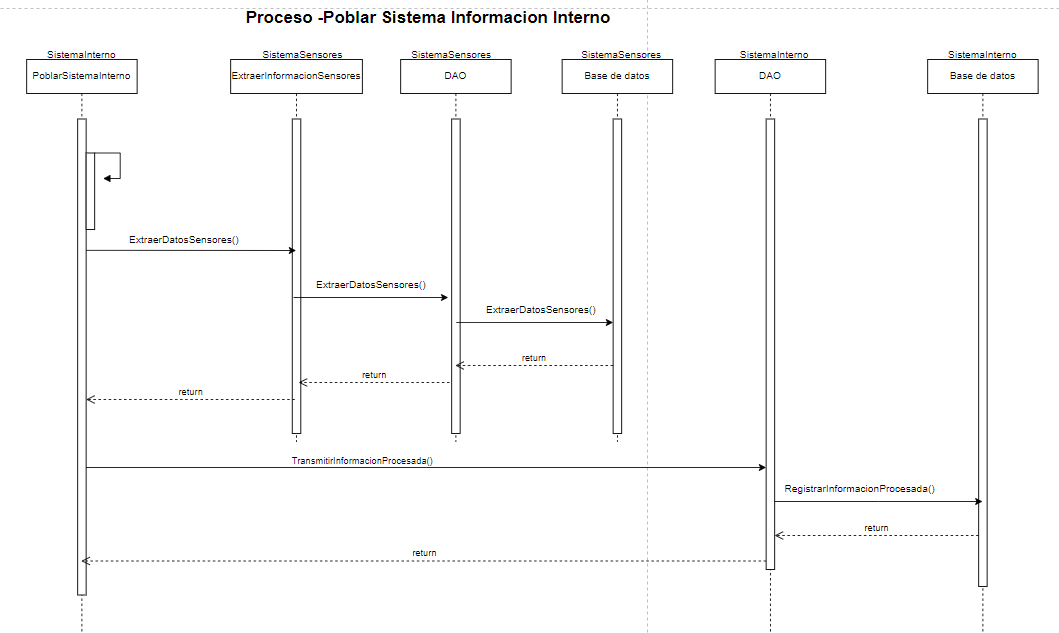 Proceso -Poblar Sistema Informacion Interno
SistemaInterno
SistemaSensores
SistemaSensores
SistemaSensores
SistemaInterno
SistemaInterno
PoblarSistemaInterno
ExtraerInformacionSensores
DAO
Base de datos
DAO
Base de datos
ExtraerDatosSensores()
ExtraerDatosSensores()
ExtraerDatosSensores()
return
return
return
TransmitirInformacionProcesada()
RegistrarInformacionProcesada()
return
return